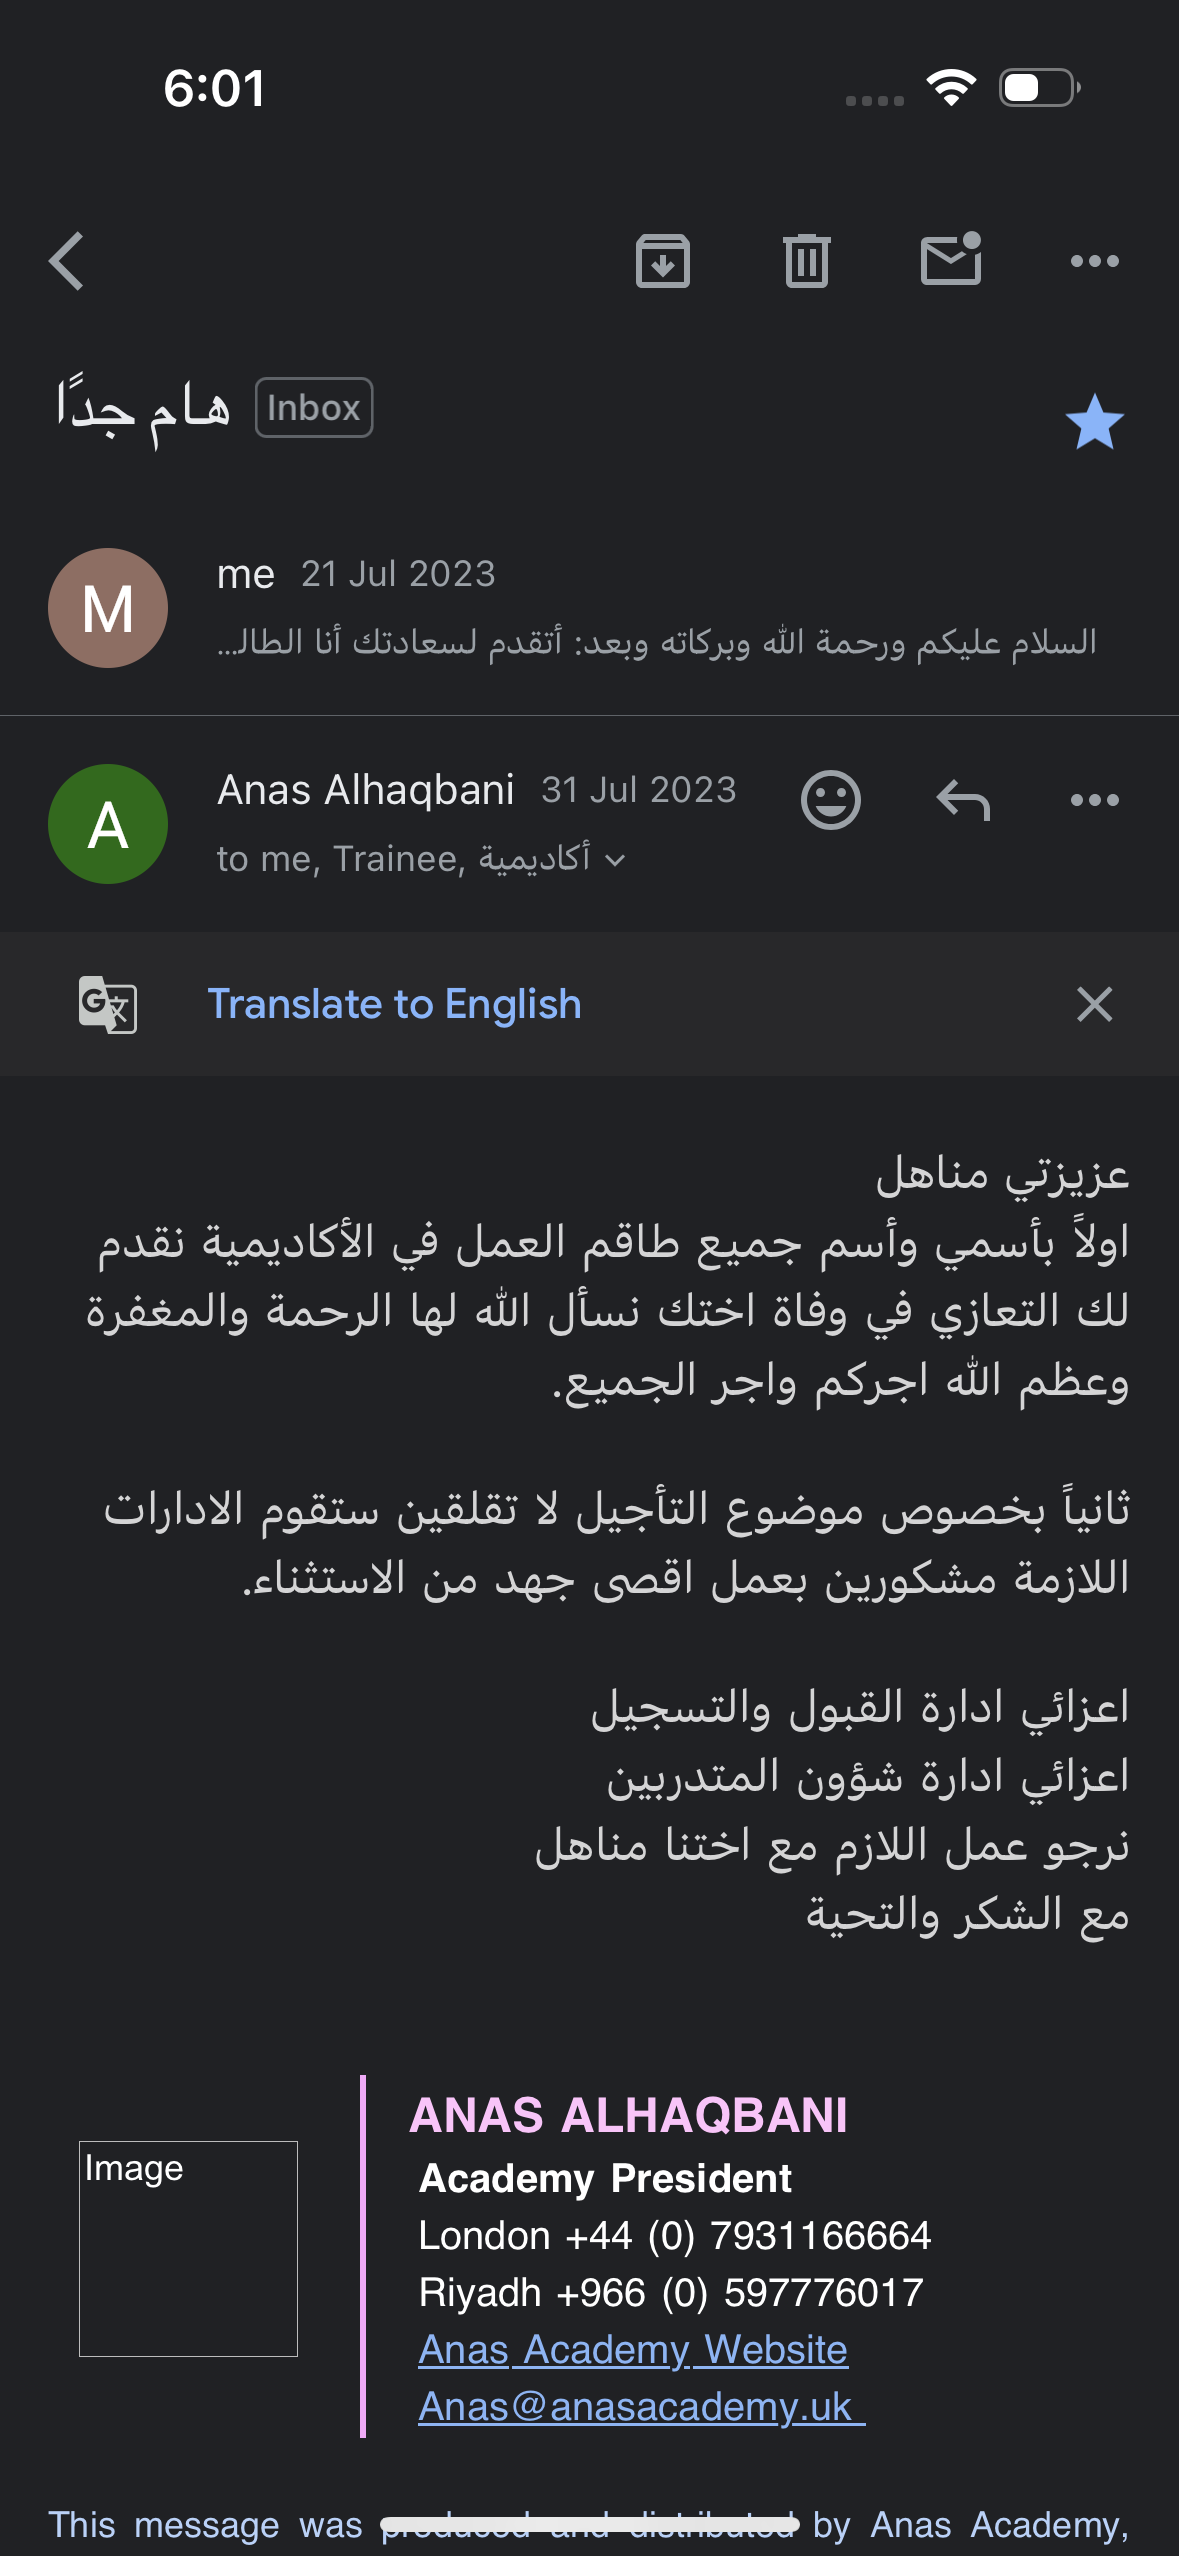 6:01
هام جدًا Inbox
M
me 21 Jul 2023
السلام عليكم ورحمة الله وبركاته وبعد: أتقدم لسعادتك أنا الطال...
A
Anas Alhaqbani 31 Jul 2023
to me, Trainee, أكاديمية
G文
Translate to English
عزيزتي مناهل
اولاً بأسمي وأسم جميع طاقم العمل في الأكاديمية نقدم
لك التعازي في وفاة اختك نسأل الله لها الرحمة والمغفرة
وعظم الله اجركم واجر الجميع.
ثانياً بخصوص موضوع التأجيل لا تقلقين ستقوم الادارات
اللازمة مشكورين بعمل اقصى جهد من الاستثناء.
اعزائي ادارة القبول والتسجيل
اعزائي ادارة شؤون المتدربين
نرجو عمل اللازم مع اختنا مناهل
مع الشكر والتحية
Image
ANAS ALHAQBANI
Academy President
London +44 (0) 7931166664
Riyadh +966 (0) 597776017
Anas Academy Website
Anas@anasacademy.uk
This message was produced and distributed by Anas Academy,